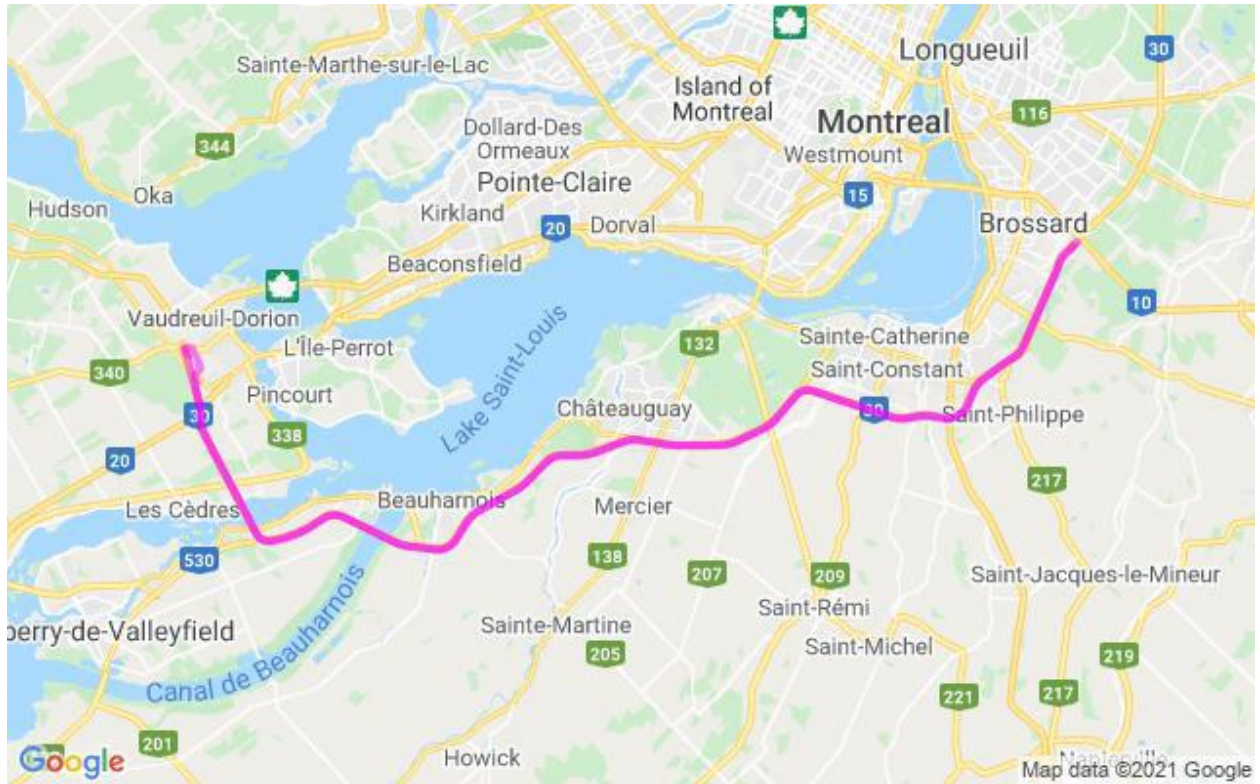 Longueuil
30
Sainte-Marthe-sur-le-Lac
Island of
Montreal
116
Montreal
Dollard-Des
Ormeaux
344
Westmount
Pointe-Claire
15
Oka
Hudson
Kirkland
20
Dorval
Brossard
Beaconsfield
10
Vaudreuil-Dorion
L'Île-Perrot
132
Sainte-Catherine
340
Saint-Constant
Pincourt
30
Lake Saint-Louis
Châteauguay
30
Saint-Philippe
338
20
217
Beauharnois
Mercier
Les Cèdres
530
138
207
209
Saint-Jacques-le-Mineur
Canal de Beauharnois
Saint-Rémi
perry-de-Valleyfield
Sainte-Martine
Saint-Michel
205
219
221
217
201
Howick
Google
Map data ©2021 Google